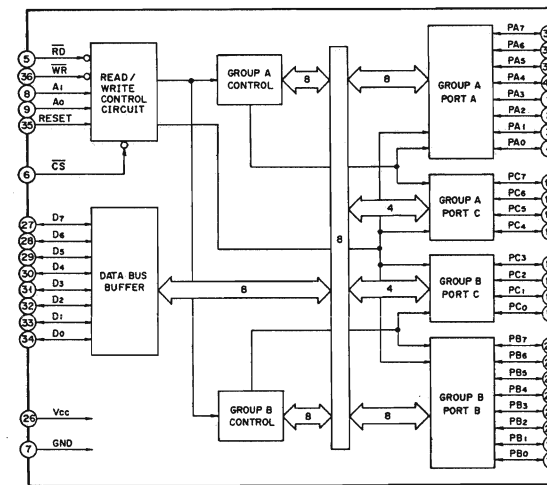 5 RD
36 WR
8 A1
9 A0
35 RESET
6 CS
READ/
WRITE
CONTROL
CIRCUIT
GROUP A
CONTROL
8
8
GROUP A
PORT A
PA7
PA6
PA5
PA4
PA3
PA2
PA1
PA0
4
GROUP A
PORT C
PC7
PC6
PC5
PC4
8
27 D7
28 D6
29 D5
30 D4
31 D3
32 D2
33 D1
34 D0
DATA BUS
BUFFER
8
4
GROUP B
PORT C
PC3
PC2
PC1
PC0
GROUP B
CONTROL
8
8
GROUP B
PORT B
PB7
PB6
PB5
PB4
PB3
PB2
PB1
PB0
26 Vcc
7 GND